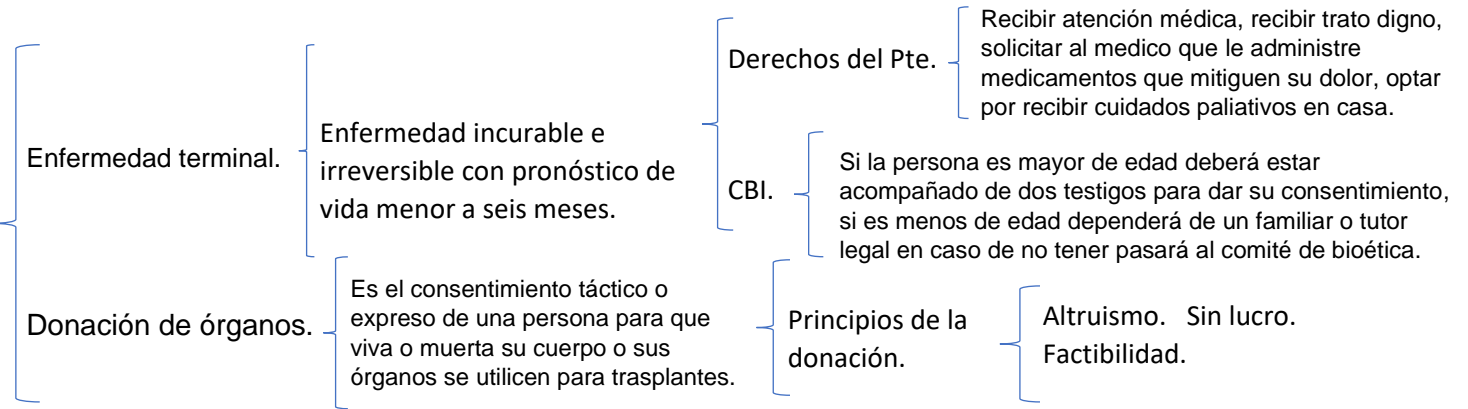 Enfermedad terminal.
Enfermedad incurable e
irreversible con pronóstico de
vida menor a seis meses.
Derechos del Pte.
Recibir atención médica, recibir trato digno,
solicitar al medico que le administre
medicamentos que mitiguen su dolor, optar
por recibir cuidados paliativos en casa.
CBI.
Si la persona es mayor de edad deberá estar
acompañado de dos testigos para dar su consentimiento,
si es menos de edad dependerá de un familiar o tutor
legal en caso de no tener pasará al comité de bioética.
Donación de órganos.
Es el consentimiento táctico o
expreso de una persona para que
viva o muerta su cuerpo o sus
órganos se utilicen para trasplantes.
Principios de la
donación.
Altruismo. Sin lucro.
Factibilidad.